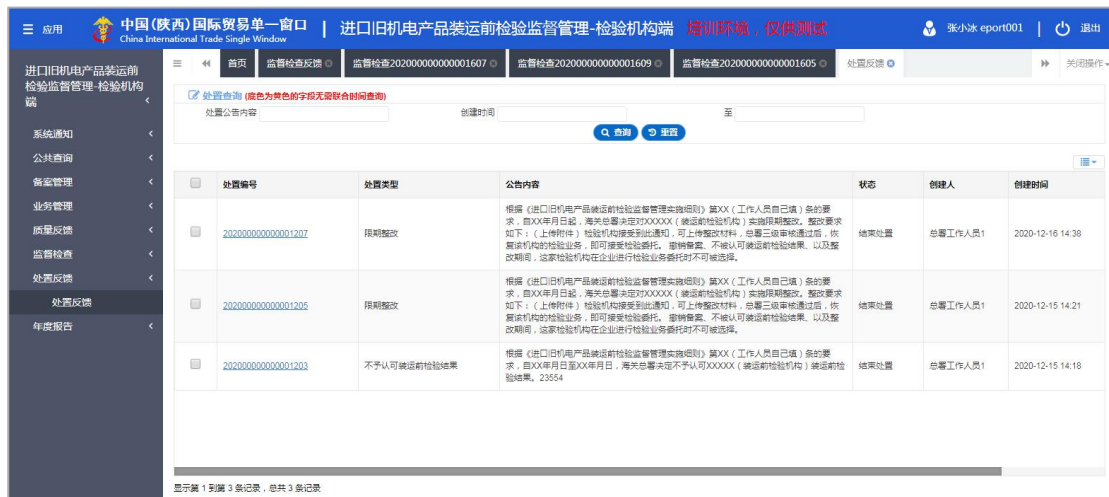 应用
中国(陕西)国际贸易单一窗口
China International Trade Single Window
进口旧机电产品装运前检验监督管理-检验机构端
培训环境，仅供测试
张小冰 eport001
退出
进口旧机电产品装运前
检验监督管理-检验机构
端
系统通知
公共查询
备案管理
业务管理
质量反馈
监督检查
处置反馈
处置反馈
年度报告
首页
监督检查反馈
监督检查202000000000001607
监督检查202000000000001609
监督检查202000000000001605
处置反馈
关闭操作
处置查询 (底色为黄色的字段无需联合时间查询)
处置公告内容
创建时间
至
查询
重置
处置编号
处置类型
公告内容
状态
创建人
创建时间
202000000000001207
限期整改
根据《进口旧机电产品装运前检验监督管理实施细则》第XX（工作人员自己填）条的要
求，自XX年月日起，海关总署决定对XXXXX（装运前检验机构）实施限期整改。整改要求
如下：（上传附件） 检验机构接受到此通知，可上传整改材料，总署三级审核通过后，恢
复该机构的检验业务，即可接受检验委托。 撤销备案、不被认可装运前检验结果、以及整
改期间，这家检验机构在企业进行检验业务委托时不可被选择。
结束处置
总署工作人员1
2020-12-16 14:38
202000000000001205
限期整改
根据《进口旧机电产品装运前检验监督管理实施细则》第XX（工作人员自己填）条的要
求，自XX年月日起，海关总署决定对XXXXX（装运前检验机构）实施限期整改。整改要求
如下：（上传附件） 检验机构接受到此通知，可上传整改材料，总署三级审核通过后，恢
复该机构的检验业务，即可接受检验委托。 撤销备案、不被认可装运前检验结果、以及整
改期间，这家检验机构在企业进行检验业务委托时不可被选择。
结束处置
总署工作人员1
2020-12-15 14:21
202000000000001203
不予认可装运前检验结果
根据《进口旧机电产品装运前检验监督管理实施细则》第XX（工作人员自己填）条的要
求，自XX年月日至XX年月日，海关总署决定不予认可XXXXX（装运前检验机构）装运前检
验结果。23554
结束处置
总署工作人员1
2020-12-15 14:18
显示第 1 到第 3 条记录，总共 3 条记录